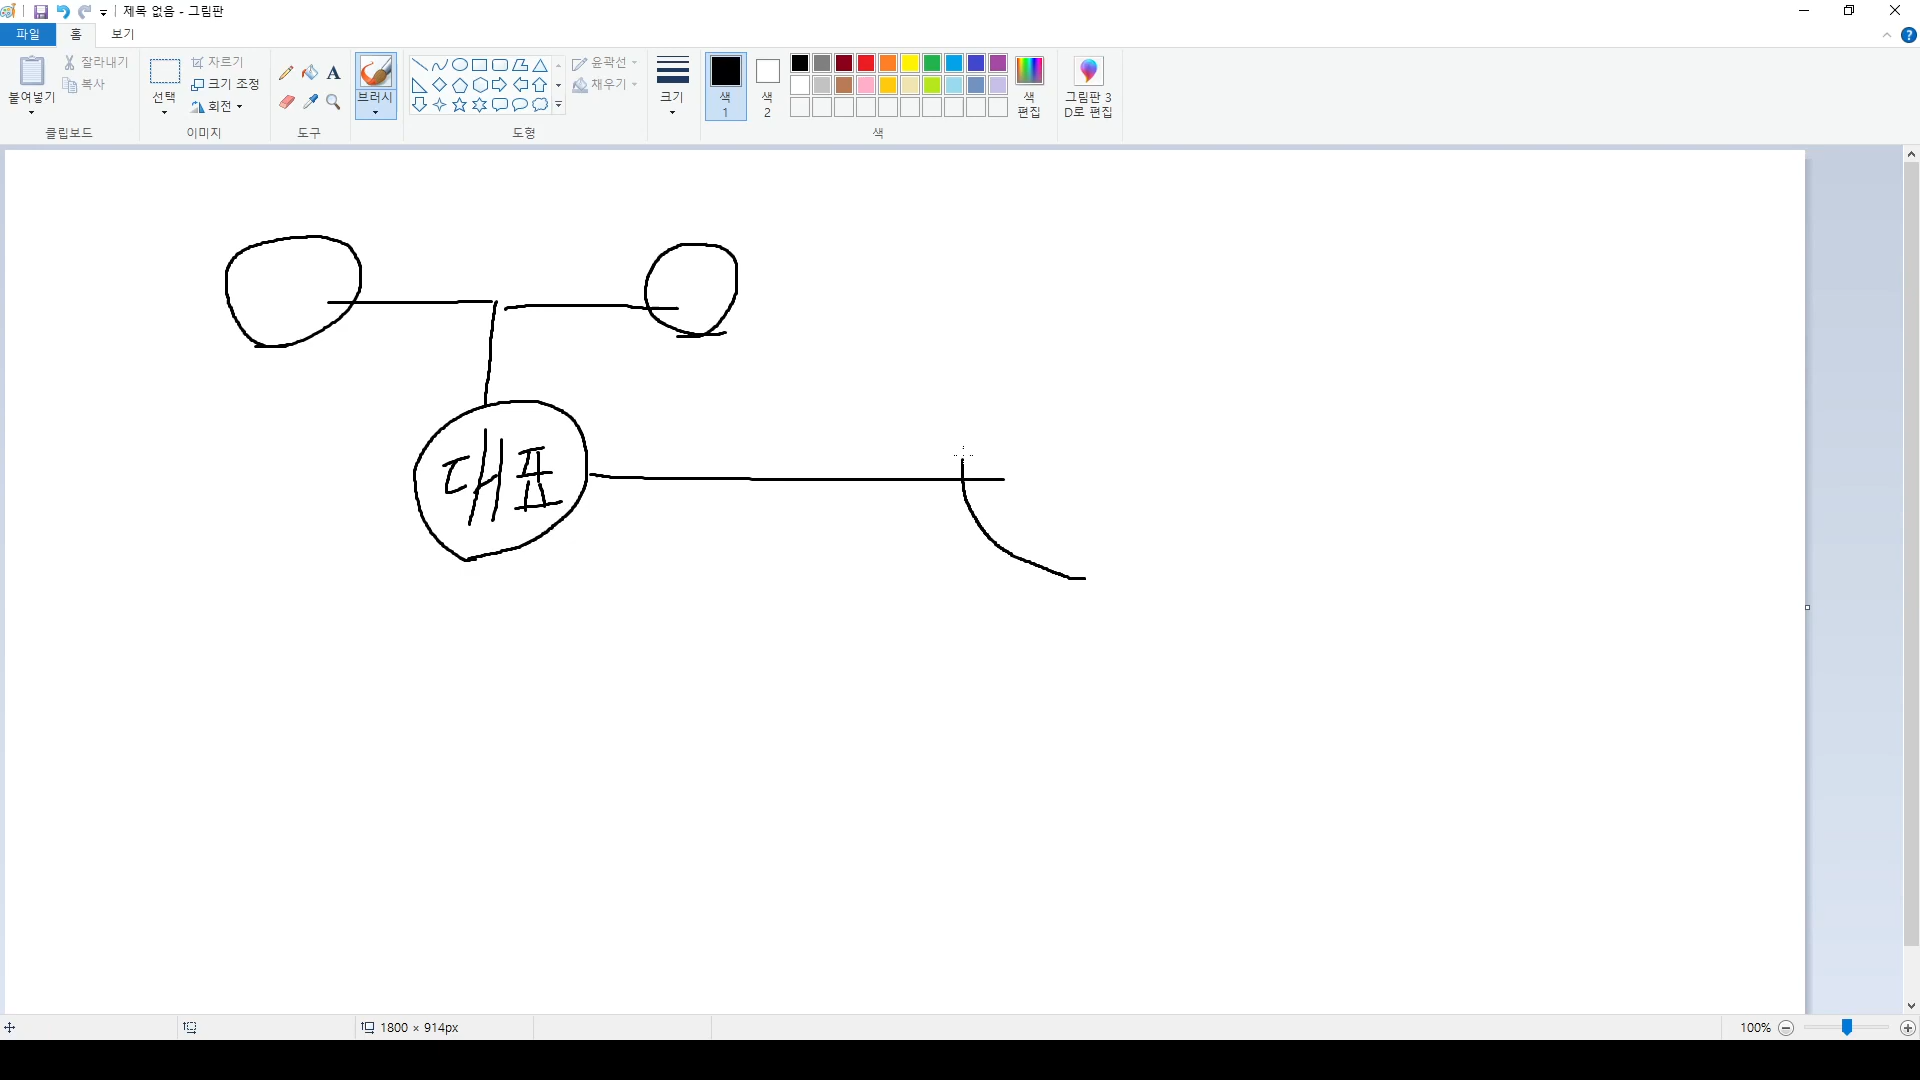 제목 없음 - 그림판
파일 홈 보기
붙여넣기
잘라내기
복사
클립보드
선택
자르기
크기 조정
회전
이미지
A
도구
브러시
윤곽선
채우기
도형
크기
색
1
색
2
색
편집
색
그림판 3
D로 편집
대표
1800 × 914px
100%